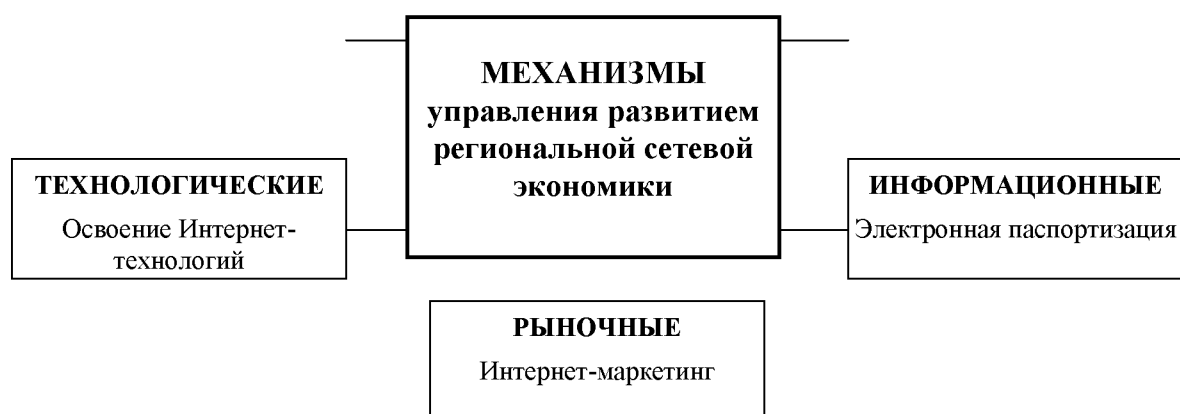 МЕХАНИЗМЫ
управления развитием
региональной сетевой
экономики
ТЕХНОЛОГИЧЕСКИЕ
Освоение Интернет-
технологий
ИНФОРМАЦИОННЫЕ
Электронная паспортизация
РЫНОЧНЫЕ
Интернет-маркетинг